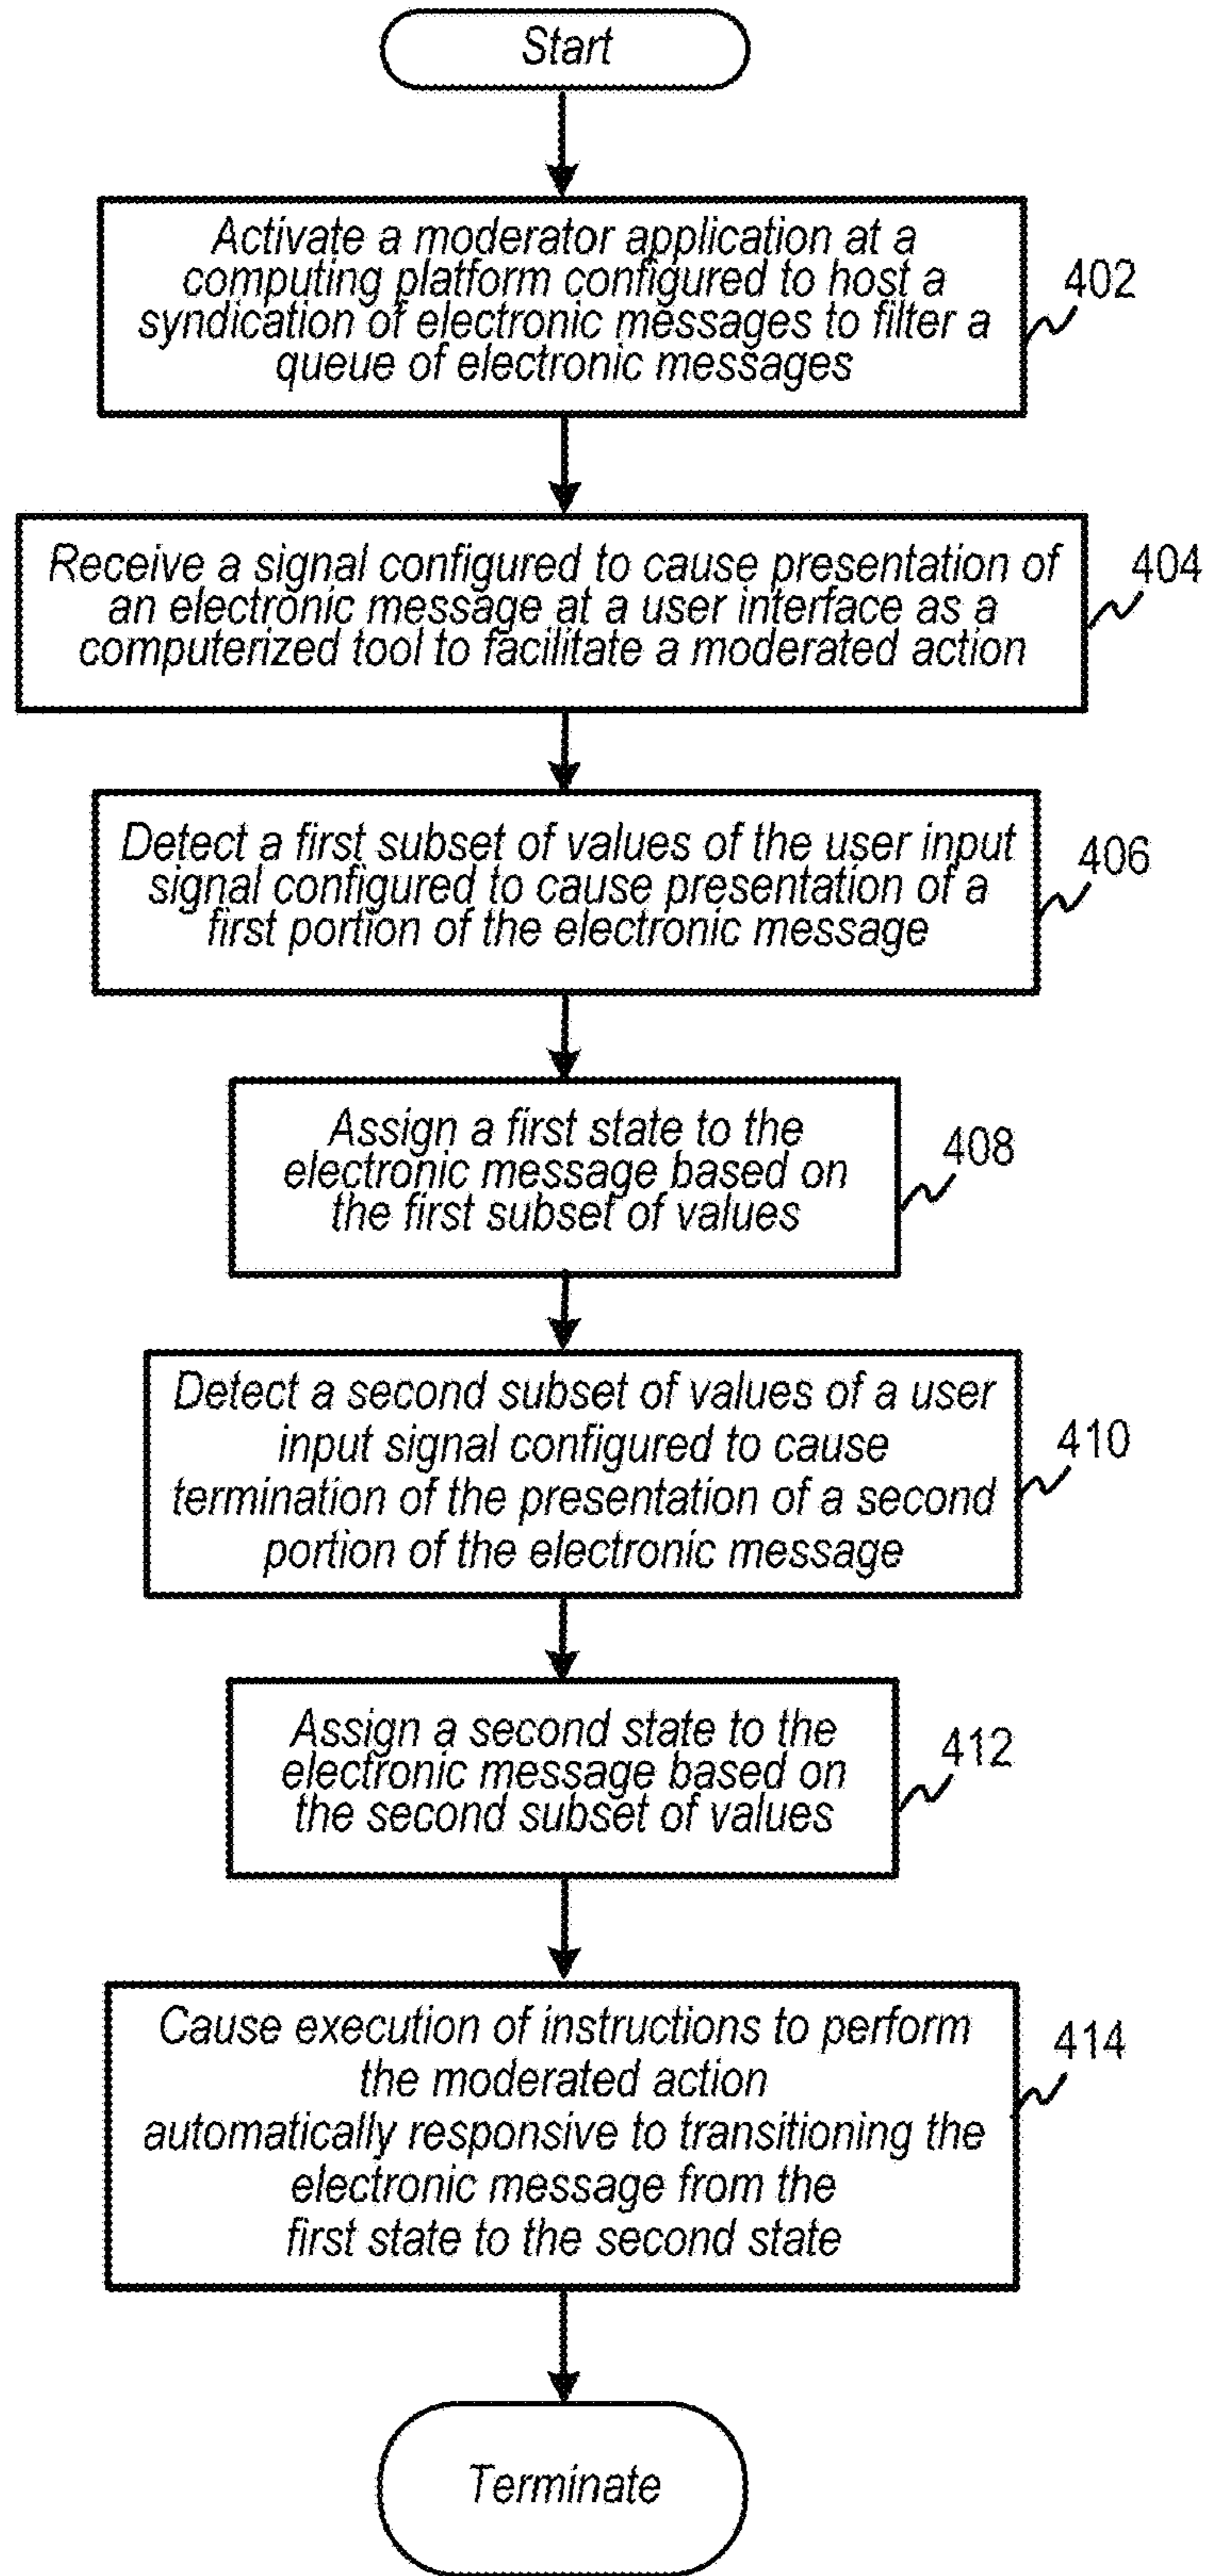 Start
Activate a moderator application at a
computing platform configured to host a
syndication of electronic messages to filter a
queue of electronic messages
402
Receive a signal configured to cause presentation of
an electronic message at a user interface as a
computerized tool to facilitate a moderated action
404
Detect a first subset of values of the user input
signal configured to cause presentation of a
first portion of the electronic message
406
Assign a first state to the
electronic message based on
the first subset of values
408
Detect a second subset of values of a user
input signal configured to cause
termination of the presentation of a second
portion of the electronic message
410
Assign a second state to the
electronic message based on
the second subset of values
412
Cause execution of instructions to perform
the moderated action
automatically responsive to transitioning the
electronic message from the
first state to the second state
414
Terminate